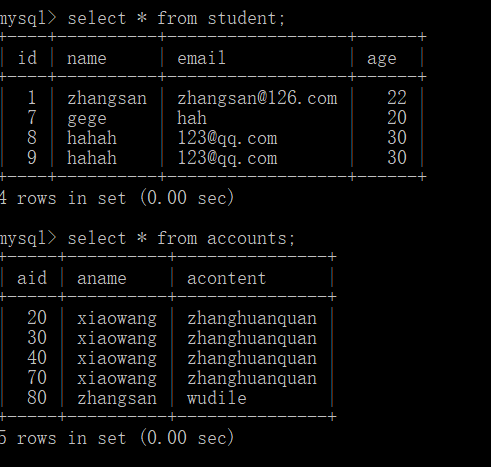 mysql> select * from student;
id | name | email | age
1 | zhangsan | zhangsan@126.com | 22
7 | gege | hah | 20
8 | hahah | 123@qq.com | 30
9 | hahah | 123@qq.com | 30
4 rows in set (0.00 sec)
mysql> select * from accounts;
aid | aname | acontent
20 | xiaowang | zhanghuanquan
30 | xiaowang | zhanghuanquan
40 | xiaowang | zhanghuanquan
70 | xiaowang | zhanghuanquan
80 | zhangsan | wudile
5 rows in set (0.00 sec)